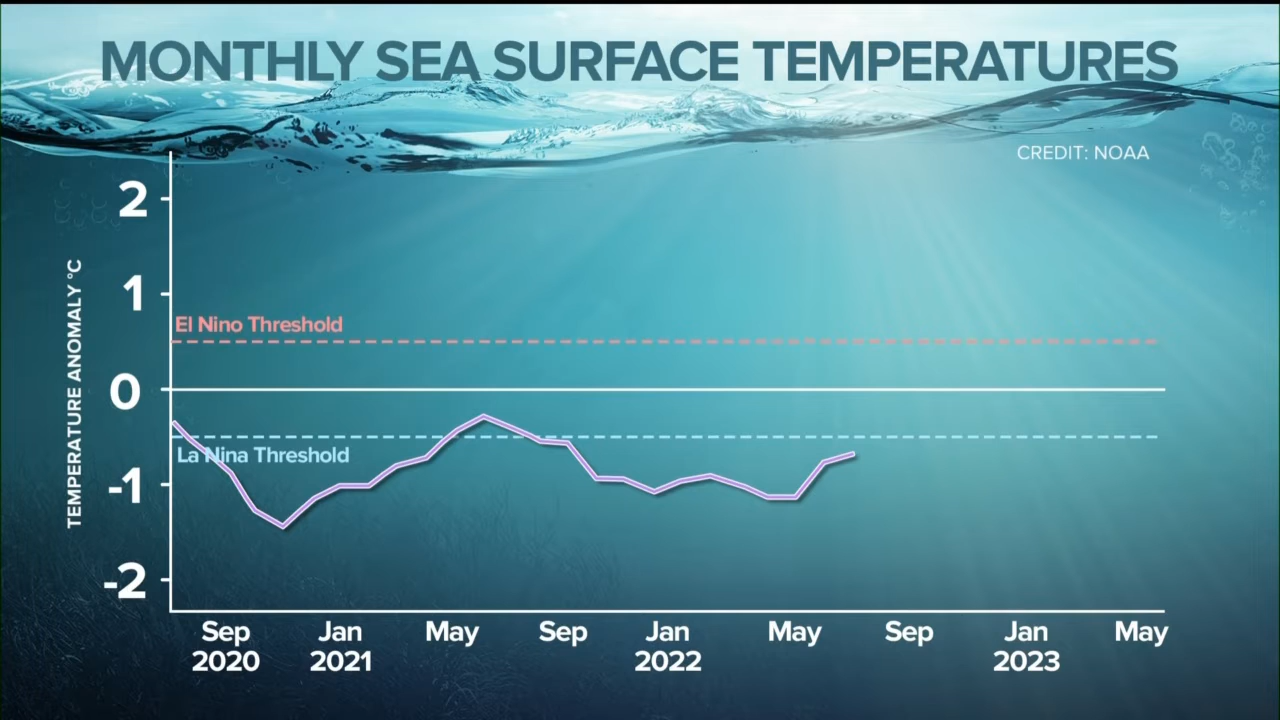 MONTHLY SEA SURFACE TEMPERATURES
CREDIT: NOAA
TEMPERATURE ANOMALY °C
2
1
0
-1
-2
El Nino Threshold
La Nina Threshold
Sep Jan May Sep Jan May Sep Jan May
2020 2021 2022 2023